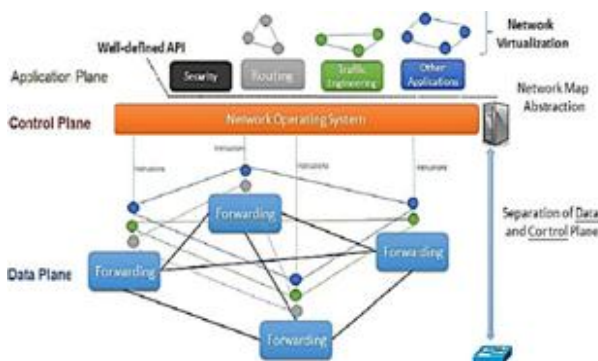 Network
Virtualization
Well-defined API
Application Plane
Security
Routing
Traffic
Engineering
Other
Applications
Network Map
Abstraction
Control Plane
Network Operating System
Forwarding
Forwarding
Forwarding
Forwarding
Data Plane
Separation of Data
and Control Plane